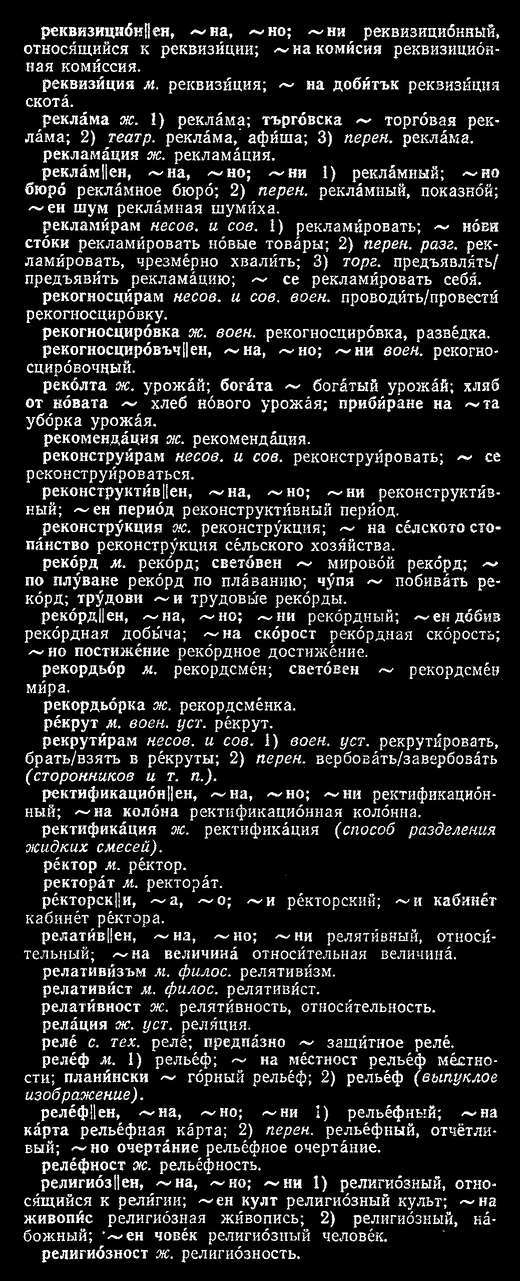 реквизицио́н||ен, ~на, ~но; ~ни реквизицио́нный,
относя́щийся к реквизи́ции; ~на коми́сия реквизицио́н-
ная коми́ссия.
реквизи́ция м. реквизи́ция; ~ на доби́тък реквизи́ция
скота́.
рекла́ма ж. 1) рекла́ма; търго́вска ~ торго́вая рек-
ла́ма; 2) театр. рекла́ма, афи́ша; 3) перен. рекла́ма.
реклама́ция ж. реклама́ция.
рекла́м||ен, ~на, ~но; ~ни 1) рекла́мный; ~но
бюро́ рекла́мное бюро́; 2) перен. рекла́мный, показно́й;
~ен шум рекла́мная шуми́ха.
реклами́рам несов. и сов. 1) реклами́ровать; ~ но́ви
сто́ки реклами́ровать но́вые това́ры; 2) перен. разг. рек-
лами́ровать, чрезме́рно хвали́ть; 3) торг. предъявля́ть/
предъяви́ть реклама́цию; ~ се реклами́ровать себя́.
рекогносци́рам несов. и сов. воен. проводи́ть/провести́
рекогносциро́вку.
рекогносциро́вка ж. воен. рекогносциро́вка, разве́дка.
рекогносциро́въч||ен, ~на, ~но; ~ни воен. рекогно-
сциро́вочный.
реко́лта ж. урожа́й; бога́та ~ бога́тый урожа́й; хляб
от но́вата ~ хлеб но́вого урожа́я; приби́ране на ~та
убо́рка урожа́я.
рекоменда́ция ж. рекоменда́ция.
реконструи́рам несов. и сов. реконструи́ровать; ~ се
реконструи́роваться.
реконструкти́в||ен, ~на, ~но; ~ни реконструкти́в-
ный; ~ен пери́од реконструкти́вный пери́од.
реконстру́кция ж. реконстру́кция; ~ на се́лското сто-
па́нство реконстру́кция се́льского хозя́йства.
реко́рд м. реко́рд; свето́вен ~ мирово́й реко́рд; ~
по плу́ване реко́рд по пла́ванию; чу́пя ~ побива́ть ре-
ко́рд; тру́дови ~и трудовы́е реко́рды.
реко́рд||ен, ~на, ~но; ~ни реко́рдный; ~ен до́бив
реко́рдная добы́ча; ~на ско́рост реко́рдная ско́рость;
~но постиже́ние реко́рдное достиже́ние.
рекордьо́р м. рекордсме́н; свето́вен ~ рекордсме́н
ми́ра.
рекордьо́рка ж. рекордсме́нка.
ре́крут м. воен. уст. ре́крут.
рекрути́рам несов. и сов. 1) воен. уст. рекрути́ровать,
брать/взять в ре́круты; 2) перен. вербова́ть/завербова́ть
(сторонников и т. п.).
ректификацио́н||ен, ~на, ~но; ~ни ректификацио́н-
ный; ~на коло́на ректификацио́нная коло́нна.
ректифика́ция ж. ректифика́ция (способ разделения
жидких смесей).
ре́ктор м. ре́ктор.
ректора́т м. ректора́т.
ре́кторск||и, ~а, ~о; ~и ре́кторский; ~и кабине́т
кабине́т ре́ктора.
релати́в||ен, ~на, ~но; ~ни реляти́вный, относи́-
тельный; ~на величина́ относи́тельная величина́.
релативи́зъм м. филос. релятиви́зм.
релативи́ст м. филос. релятиви́ст.
релати́вност ж. реляти́вность, относи́тельность.
рела́ция ж. уст. реля́ция.
реле́ с. тех. реле́; предпа́зно ~ защи́тное реле́.
реле́ф м. 1) релье́ф; ~ на ме́стност релье́ф ме́стно-
сти; плани́нски ~ го́рный релье́ф; 2) релье́ф (выпуклое
изображение).
реле́ф||ен, ~на, ~но; ~ни 1) релье́фный; ~на
ка́рта релье́фная ка́рта; 2) перен. релье́фный, отчётли-
вый; ~но очерта́ние релье́фное очерта́ние.
реле́фност ж. релье́фность.
религио́з||ен, ~на, ~но; ~ни 1) религио́зный, отно-
ся́щийся к рели́гии; ~ен култ религио́зный культ; ~на
живопи́с религио́зная жи́вопись; 2) религио́зный, на́-
божный; ~ен чове́к религио́зный челове́к.
религио́зност ж. религио́зность.